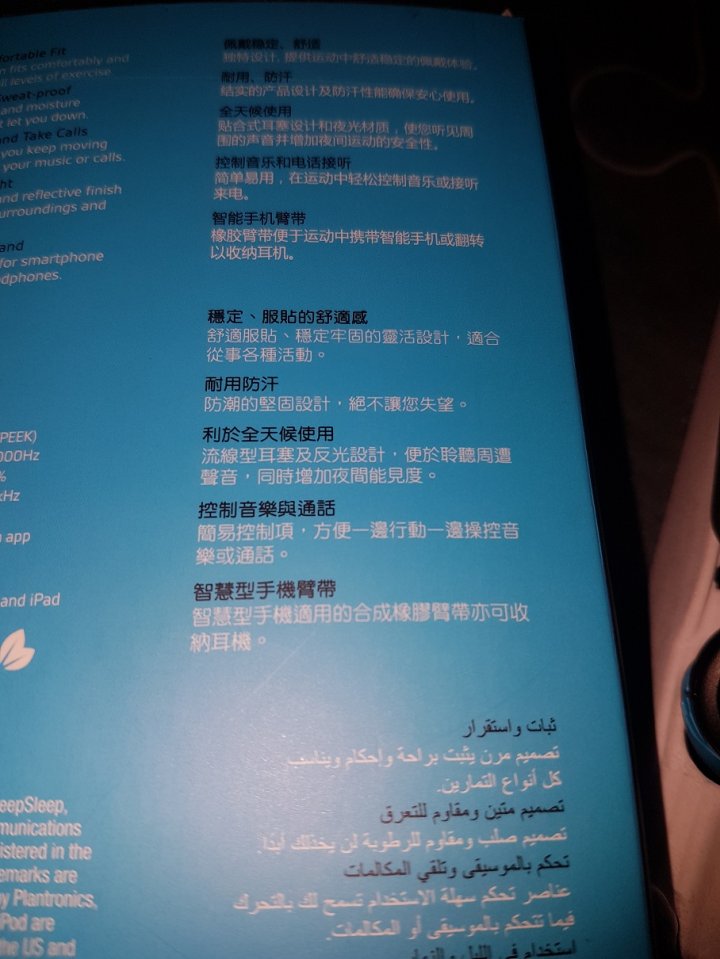 fortable Fit
n fits comfortably and
ll levels of exercise.
weat-proof
and moisture
t let you down.
and Take Calls
you keep moving
your music or calls.
ht
and reflective finish
urroundings and
and
for smartphone
dphones.
PEEK)
000Hz
%
kHz
app
and iPad
eepSleep,
mmunications
istered in the
emarks are
by Plantronics,
iPod are
the US and
佩戴稳定、舒适
独特设计, 提供运动中舒适稳定的佩戴体验。
耐用、防汗
结实的产品设计及防汗性能确保安心使用。
全天候使用
贴合式耳塞设计和夜光材质，使您听见周
围的声音并增加夜间运动的安全性。
控制音乐和电话接听
简单易用，在运动中轻松控制音乐或接听
来电。
智能手机臂带
橡胶臂带便于运动中携带智能手机或翻转
以收纳耳机。
穩定、服貼的舒適感
舒適服貼、穩定牢固的靈活設計，適合
從事各種活動。
耐用防汗
防潮的堅固設計，絕不讓您失望。
利於全天候使用
流線型耳塞及反光設計，便於聆聽周遭
聲音，同時增加夜間能見度。
控制音樂與通話
簡易控制項，方便一邊行動一邊操控音
樂或通話。
智慧型手機臂帶
智慧型手機適用的合成橡膠臂帶亦可收
納耳機。
ثبات واستقرار
تصميم مرن يثبت براحة وإحكام ويناسب
كل أنواع التمارين.
تصميم متين ومقاوم للتعرق
تصميم صلب ومقاوم للرطوبة لن يخذلك أبدًا.
تحكم بالموسيقى وتلقي المكالمات
عناصر تحكم سهلة الاستخدام تسمح لك بالتحرك
فيما تتحكم بالموسيقى أو المكالمات.
استخدام في الليل والنهار